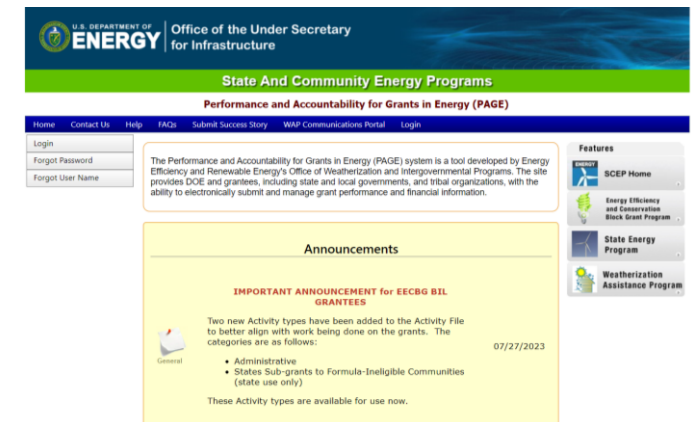 U.S. DEPARTMENT OF
ENERGY
Office of the Under Secretary
for Infrastructure
State And Community Energy Programs
Performance and Accountability for Grants in Energy (PAGE)
Home Contact Us Help FAQs Submit Success Story WAP Communications Portal Login
Login
Forgot Password
Forgot User Name
The Performance and Accountability for Grants in Energy (PAGE) system is a tool developed by Energy
Efficiency and Renewable Energy's Office of Weatherization and Intergovernmental Programs. The site
provides DOE and grantees, including state and local governments, and tribal organizations, with the
ability to electronically submit and manage grant performance and financial information.
Announcements
IMPORTANT ANNOUNCEMENT for EECBG BIL
GRANTEES
Two new Activity types have been added to the Activity File
to better align with work being done on the grants. The
categories are as follows:
• Administrative
• States Sub-grants to Formula-Ineligible Communities
(state use only)
These Activity types are available for use now.
General
07/27/2023
Features
ENERGY
SCEP Home
Energy Efficiency
and Conservation
Block Grant Program
State Energy
Program
Weatherization
Assistance Program